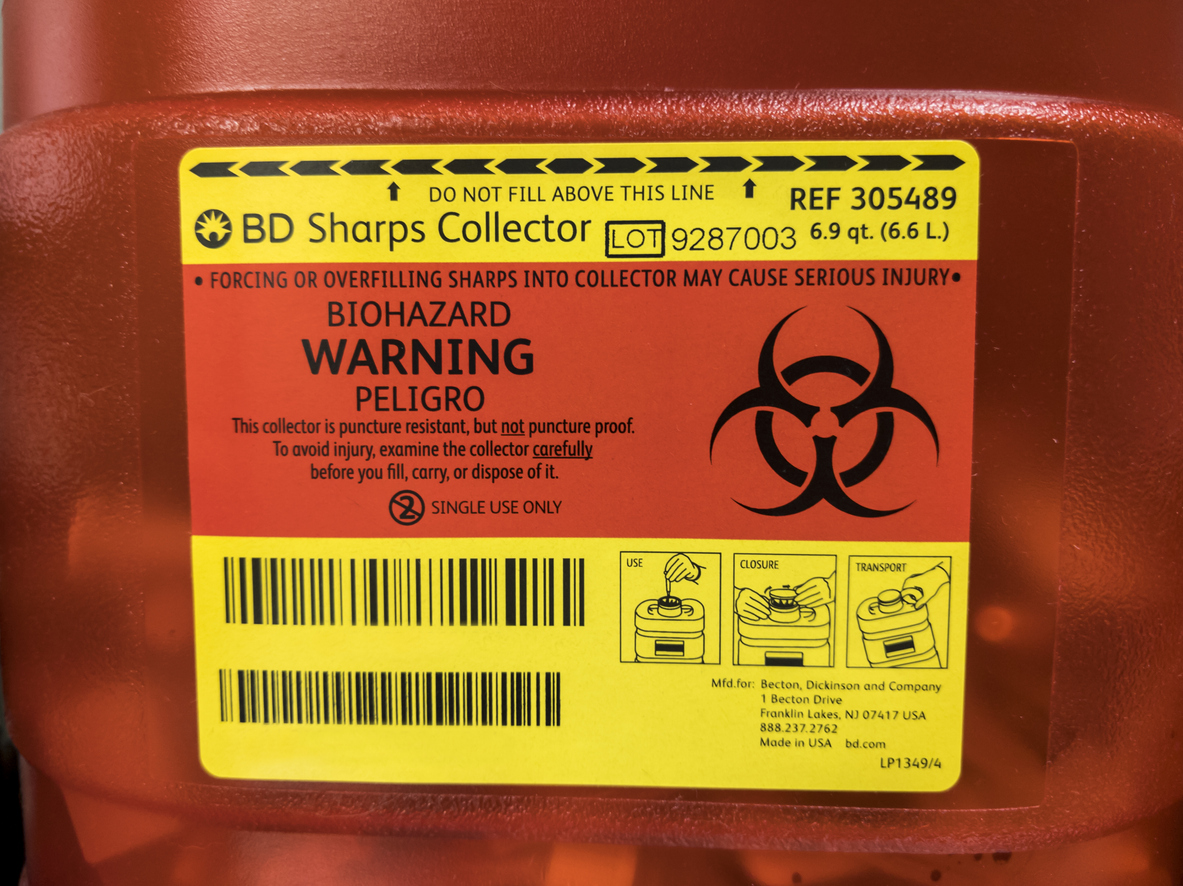 DO NOT FILL ABOVE THIS LINE
REF 305489
BD Sharps Collector
LOT 9287003
6.9 qt. (6.6 L.)
• FORCING OR OVERFILLING SHARPS INTO COLLECTOR MAY CAUSE SERIOUS INJURY•
BIOHAZARD
WARNING
PELIGRO
This collector is puncture resistant, but not puncture proof.
To avoid injury, examine the collector carefully
before you fill, carry, or dispose of it.
2 SINGLE USE ONLY
USE
CLOSURE
TRANSPORT
Mfd.for: Becton, Dickinson and Company
1 Becton Drive
Franklin Lakes, NJ 07417 USA
888.237.2762
Made in USA bd.com
LP1349/4